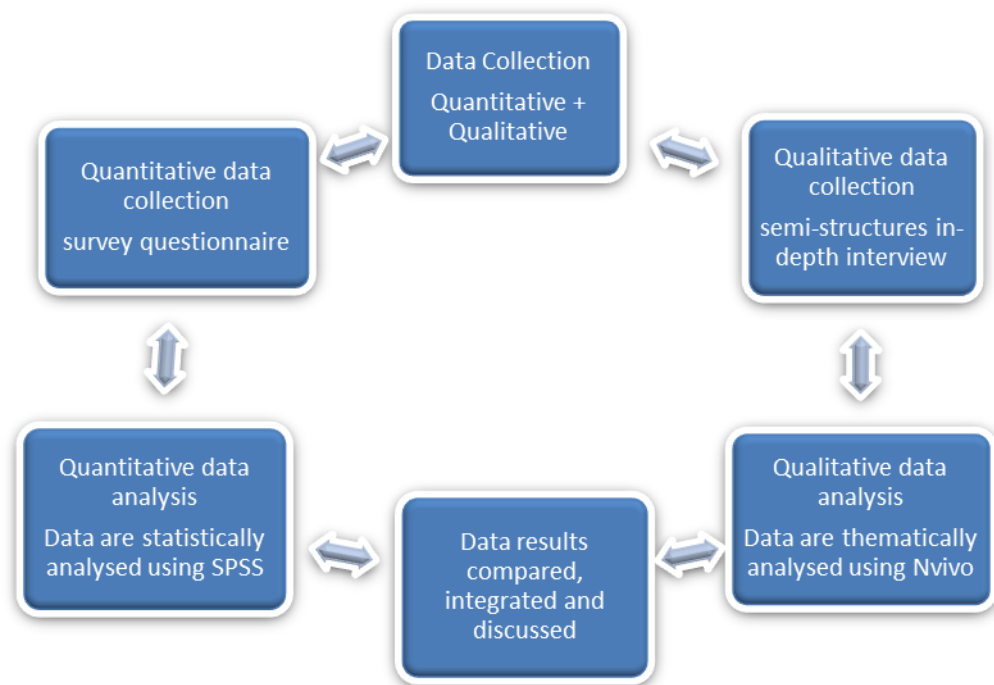 Data Collection
Quantitative +
Qualitative
Quantitative data
collection
survey questionnaire
Qualitative data
collection
semi-structures in-
depth interview
Quantitative data
analysis
Data are statistically
analysed using SPSS
Data results
compared,
integrated and
discussed
Qualitative data
analysis
Data are thematically
analysed using Nvivo